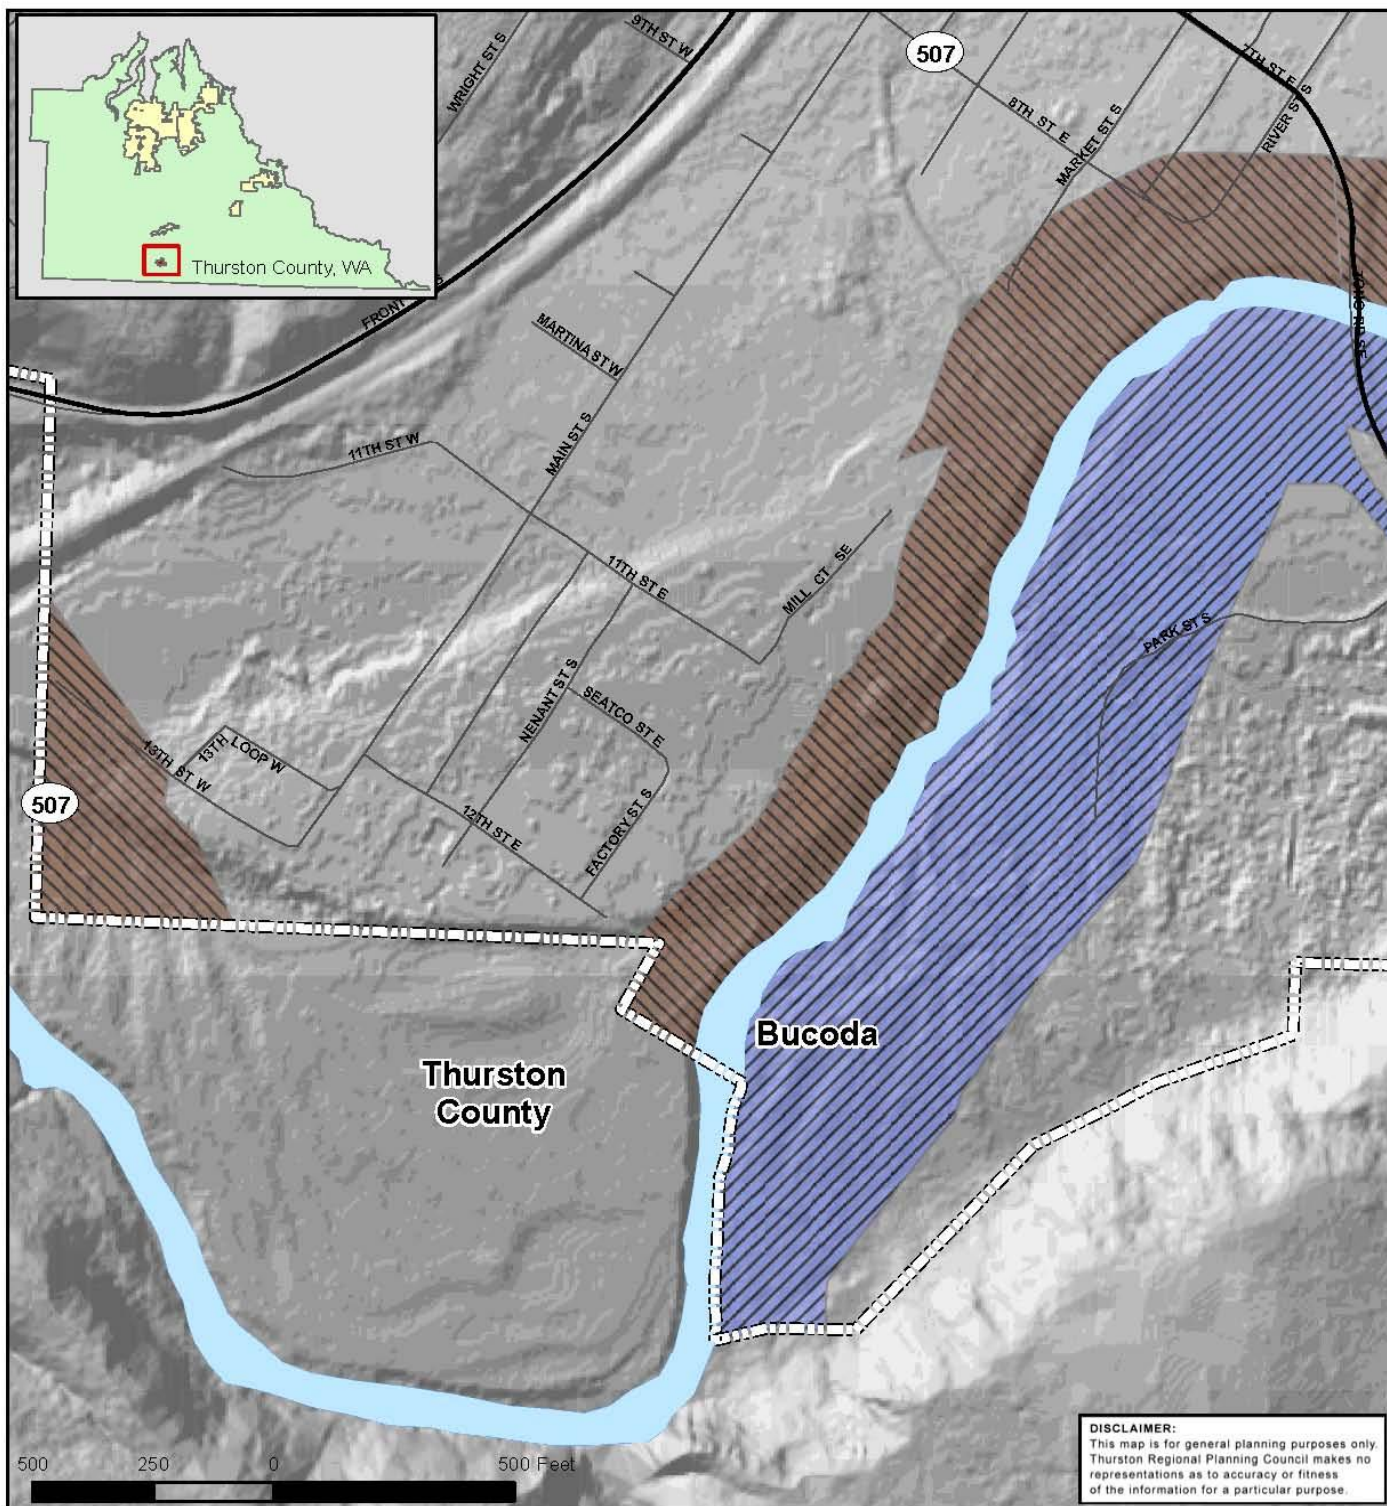 9TH ST W
WRIGHT ST S
507
7TH ST E
8TH ST E
MARKET ST S
RIVER ST S
Thurston County, WA
FRONT
MARTINA ST W
MAIN ST S
11TH ST W
11TH ST E
MILL CT SE
PARK ST S
NENANT ST S
SEATCO ST E
13TH
LOOP W
13TH ST W
507
12TH ST E
FACTORY ST S
Bucoda
Thurston
County
DISCLAIMER:
This map is for general planning purposes only.
Thurston Regional Planning Council makes no
representations as to accuracy or fitness
of the information for a particular purpose.
500 250 0 500 Feet